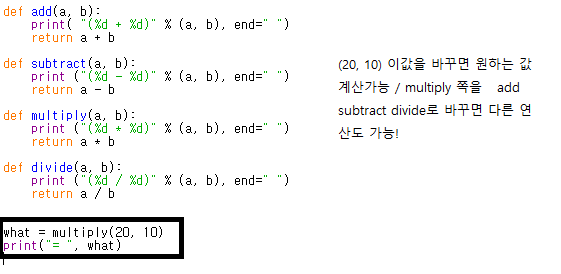 def add(a, b):
    print( "(%d + %d)" % (a, b), end=" ")
    return a + b
def subtract(a, b):
    print ("(%d - %d)" % (a, b), end=" ")
    return a - b
def multiply(a, b):
    print ("(%d * %d)" % (a, b), end=" ")
    return a * b
def divide(a, b):
    print ("(%d / %d)" % (a, b), end=" ")
    return a / b
what = multiply(20, 10)
print("= ", what)
(20, 10) 이값을 바꾸면 원하는 값
계산가능 / multiply 쪽을 add
subtract divide로 바꾸면 다른 연
산도 가능!